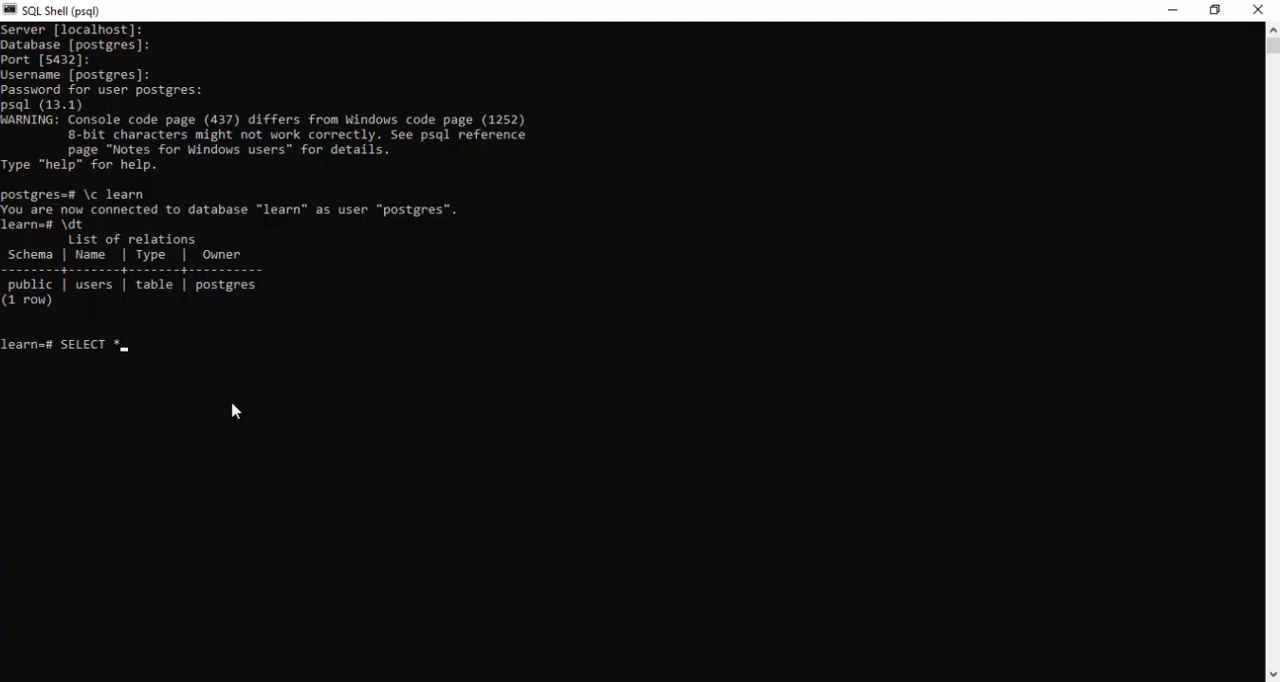 SQL Shell (psql)
Server [localhost]:
Database [postgres]:
Port [5432]:
Username [postgres]:
Password for user postgres:
psql (13.1)
WARNING: Console code page (437) differs from Windows code page (1252)
         8-bit characters might not work correctly. See psql reference
         page "Notes for Windows users" for details.
Type "help" for help.
postgres=# \c learn
You are now connected to database "learn" as user "postgres".
learn=# \dt
         List of relations
 Schema | Name  | Type  |  Owner
--------+-------+-------+----------
 public | users | table | postgres
(1 row)
learn=# SELECT *_